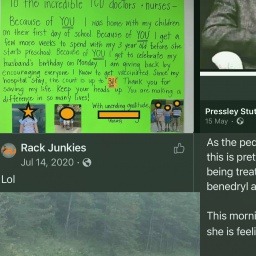 To the incredible ICU doctors + nurses-
Because of YOU I was home with my children
on their first day of school. Because of YOU I get a
few more weeks to spend with my 3 year old before she
starts preschool. Because of YOU I get to celebrate my
husband's birthday on Monday. I am giving back by
encouraging everyone I know to get vaccinated. Since my
hospital stay, the count is up to
Thank you for
saving my life. Keep your heads up. You are making a
difference in so many lives!
With unending gratitude,
Rack Junkies
Jul 14, 2020 ·
Lol
Pressley Stut
15 May ·
As the ped
this is pret
being treat
benedryl a
This morni
she is feeli